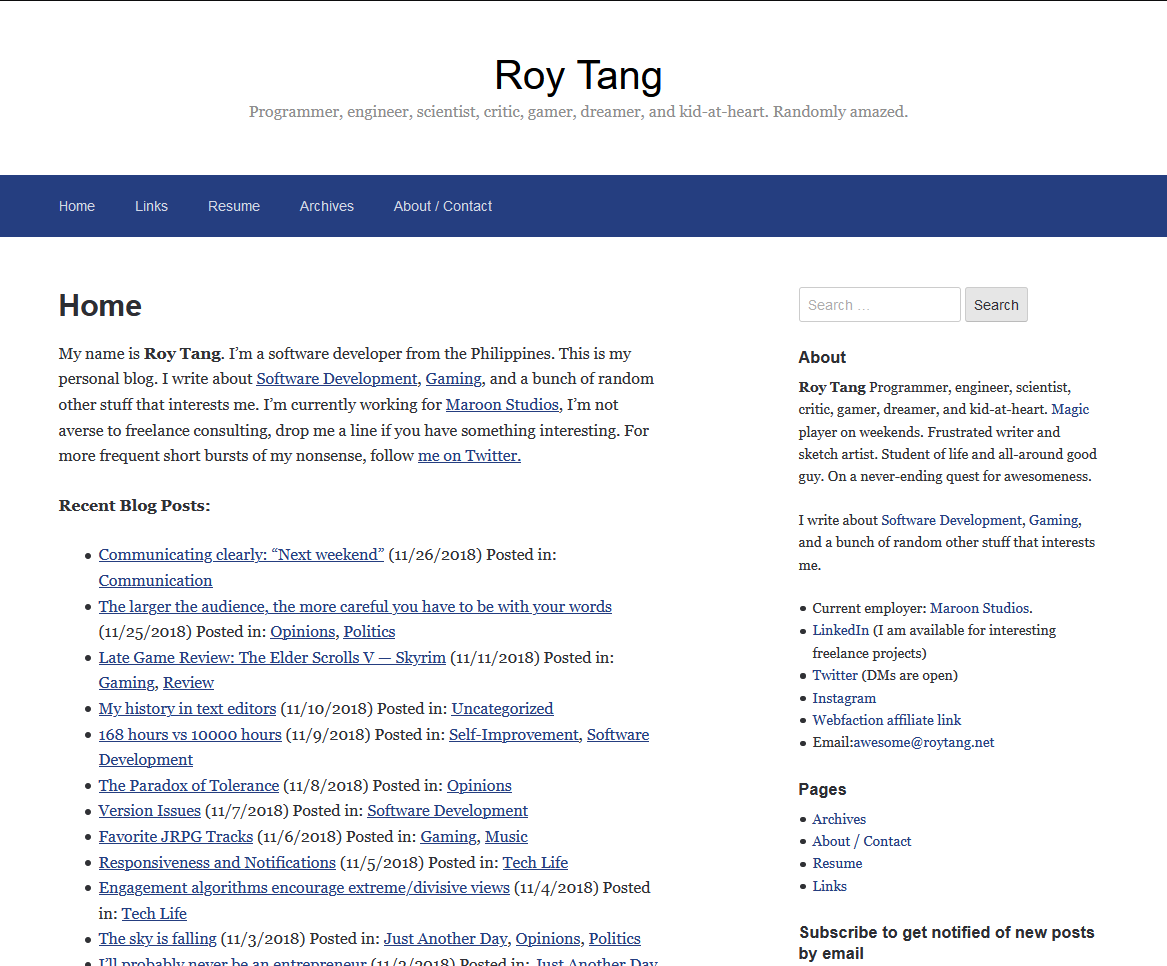 Roy Tang
Programmer, engineer, scientist, critic, gamer, dreamer, and kid-at-heart. Randomly amazed.
Home Links Resume Archives About / Contact
Home
My name is Roy Tang. I’m a software developer from the Philippines. This is my
personal blog. I write about Software Development, Gaming, and a bunch of random
other stuff that interests me. I’m currently working for Maroon Studios, I’m not
averse to freelance consulting, drop me a line if you have something interesting. For
more frequent short bursts of my nonsense, follow me on Twitter.
Recent Blog Posts:
Communicating clearly: “Next weekend” (11/26/2018) Posted in:
Communication
The larger the audience, the more careful you have to be with your words
(11/25/2018) Posted in: Opinions, Politics
Late Game Review: The Elder Scrolls V — Skyrim (11/11/2018) Posted in:
Gaming, Review
My history in text editors (11/10/2018) Posted in: Uncategorized
168 hours vs 10000 hours (11/9/2018) Posted in: Self-Improvement, Software
Development
The Paradox of Tolerance (11/8/2018) Posted in: Opinions
Version Issues (11/7/2018) Posted in: Software Development
Favorite JRPG Tracks (11/6/2018) Posted in: Gaming, Music
Responsiveness and Notifications (11/5/2018) Posted in: Tech Life
Engagement algorithms encourage extreme/divisive views (11/4/2018) Posted
in: Tech Life
The sky is falling (11/3/2018) Posted in: Just Another Day, Opinions, Politics
I’ll probably never be an entrepreneur (11/2/2018) Posted in: Just Another Day
Search …
Search
About
Roy Tang Programmer, engineer, scientist,
critic, gamer, dreamer, and kid-at-heart. Magic
player on weekends. Frustrated writer and
sketch artist. Student of life and all-around good
guy. On a never-ending quest for awesomeness.
I write about Software Development, Gaming,
and a bunch of random other stuff that interests
me.
Current employer: Maroon Studios.
LinkedIn (I am available for interesting
freelance projects)
Twitter (DMs are open)
Instagram
Webfaction affiliate link
Email:awesome@roytang.net
Pages
Archives
About / Contact
Resume
Links
Subscribe to get notified of new posts
by email